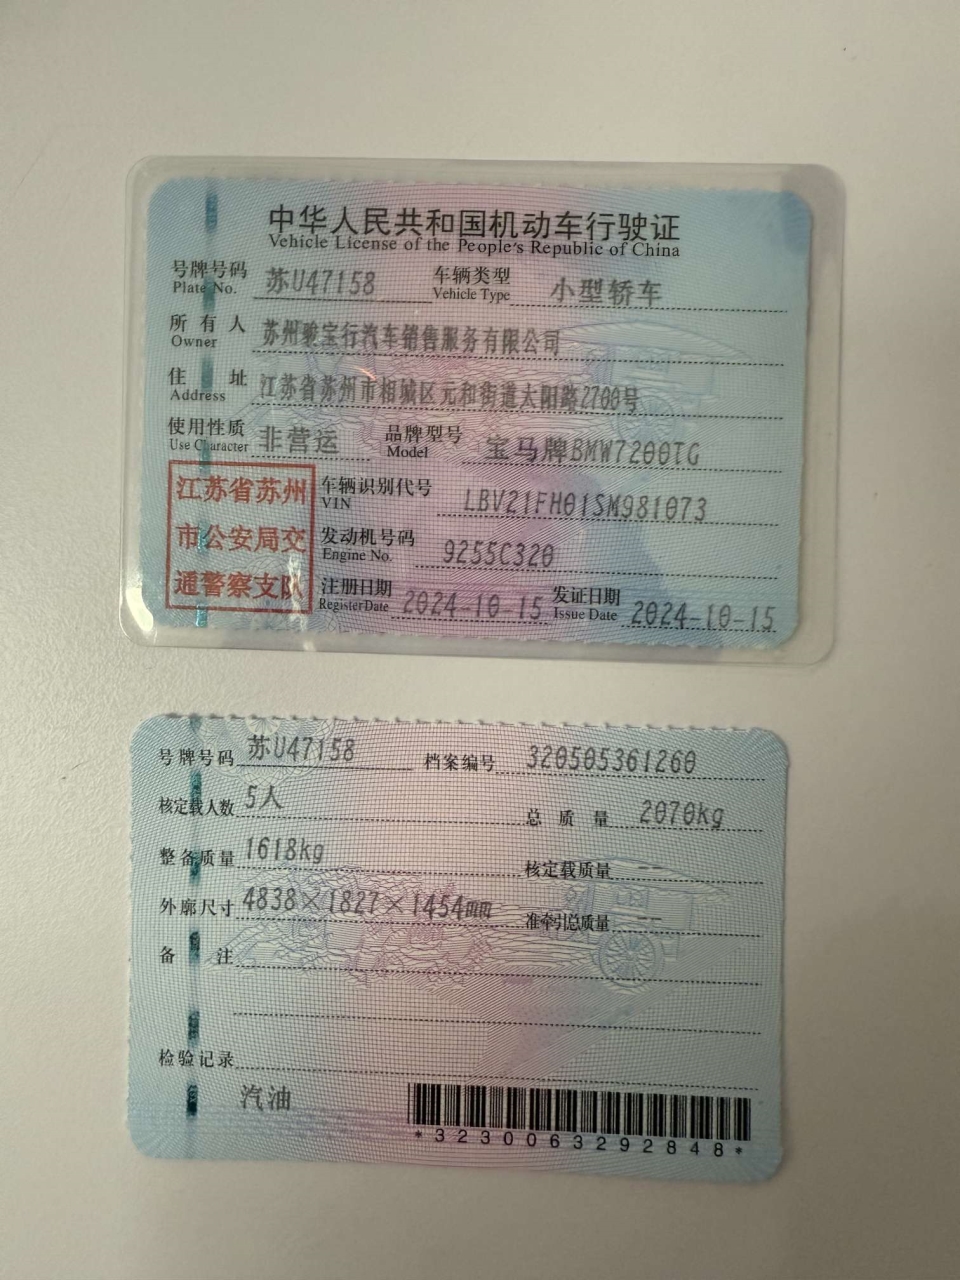 中华人民共和国机动车行驶证
Vehicle License of the People's Republic of China
号牌号码 苏U47158 车辆类型 小型轿车
Plate No. Vehicle Type
所有人 苏州骏宝行汽车销售服务有限公司
Owner
住址 江苏省苏州市相城区元和街道太阳路2700号
Address
使用性质 非营运 品牌型号 宝马牌BMW7200TG
Use Character Model
江苏省苏州
市公安局交
通警察支队
车辆识别代号 LBV21FH01SM981073
VIN
发动机号码 9255C320
Engine No.
注册日期 2024-10-15 发证日期 2024-10-15
Register Date Issue Date
号牌号码 苏U47158 档案编号 320505361260
核定载人数 5人 总质量 2070kg
整备质量 1618kg 核定载质量 --
外廓尺寸 4838×1827×1454mm 准牵引总质量 --
备注
检验记录
汽油
*3230063292848*